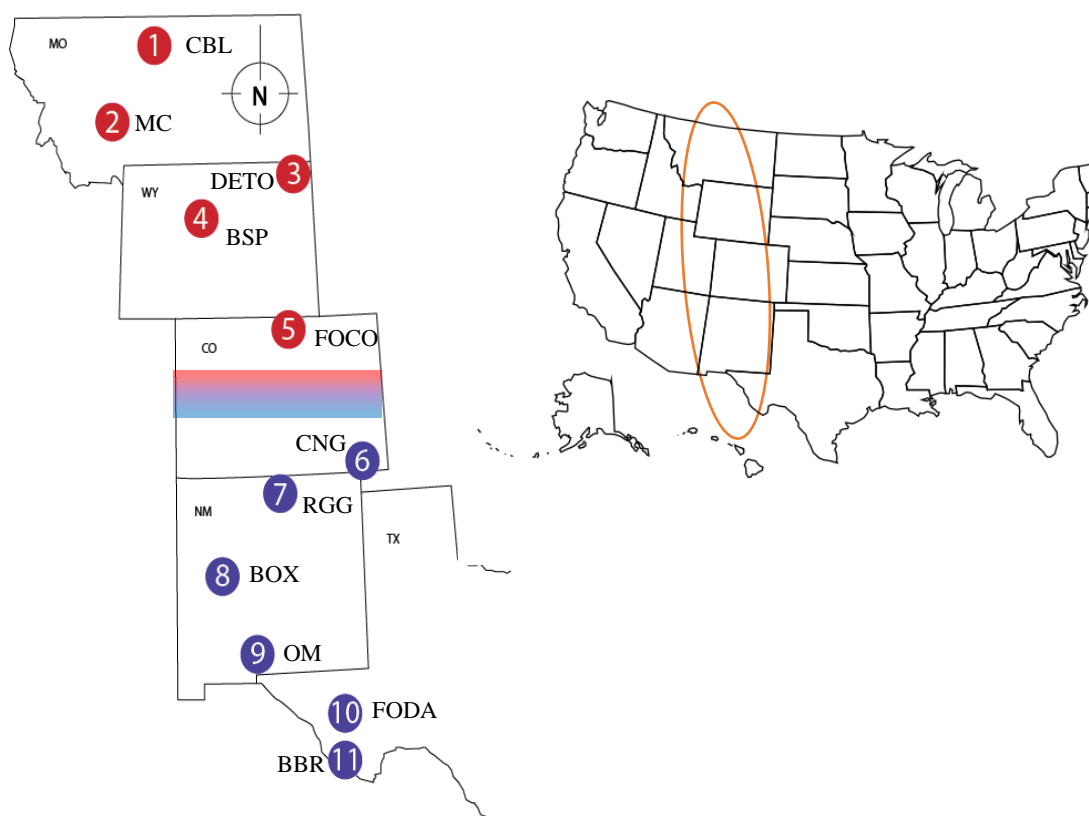 MO
1 CBL
N
2 MC
DETO 3
WY
4
BSP
5
FOCO
CO
CNG
6
7
RGG
NM
TX
8 BOX
9 OM
10 FODA
BBR 11